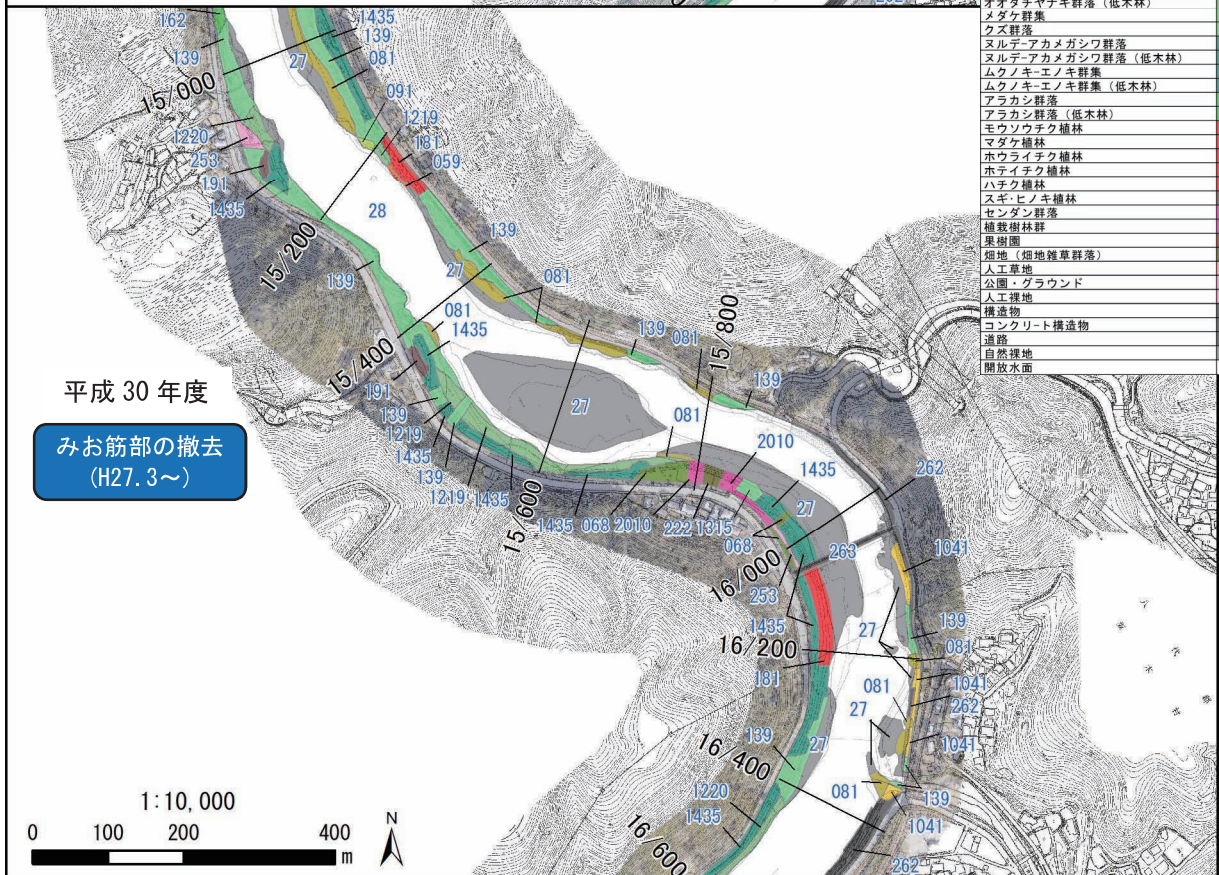 オオタチヤナギ群落（低木林）
メダケ群集
クズ群落
ヌルデ-アカメガシワ群落
ヌルデ-アカメガシワ群落（低木林）
ムクノキ-エノキ群集
ムクノキ-エノキ群集（低木林）
アラカシ群落
アラカシ群落（低木林）
モウソウチク植林
マダケ植林
ホウライチク植林
ホテイチク植林
ハチク植林
スギ・ヒノキ植林
センダン群落
植栽樹林群
果樹園
畑地（畑地雑草群落）
人工草地
公園・グラウンド
人工裸地
構造物
コンクリート構造物
道路
自然裸地
開放水面
162
139
15/000
27
1435
139
081
091
1219
181
059
1220
253
191
1435
28
15/200
139
139
27
081
081
1435
15/400
191
139
1219
1435
139
1219
1435
15/600
27
139
081
15/800
139
081
2010
1435
262
27
1435
068
2010
222
1315
068
263
16/000
253
1435
1041
139
27
16/200
081
181
1041
081
262
27
1041
139
27
16/400
081
139
1041
1220
1435
16/600
262
平成 30 年度
みお筋部の撤去
(H27.3～)
1:10,000
0 100 200 400
m
N